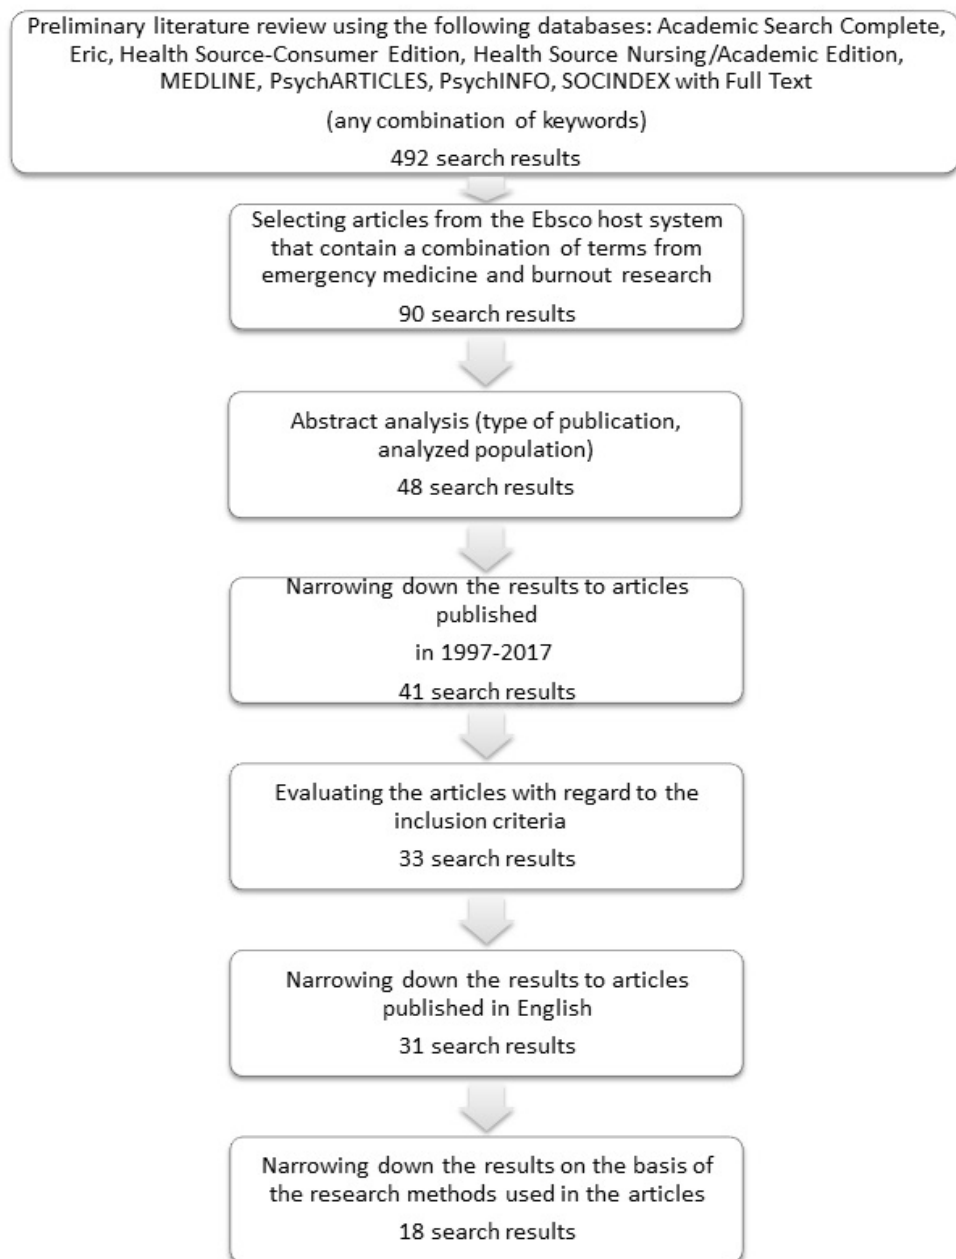 Preliminary literature review using the following databases: Academic Search Complete,
Eric, Health Source-Consumer Edition, Health Source Nursing/Academic Edition,
MEDLINE, PsychARTICLES, PsychINFO, SOCINDEX with Full Text
(any combination of keywords)
492 search results
Selecting articles from the Ebsco host system
that contain a combination of terms from
emergency medicine and burnout research
90 search results
Abstract analysis (type of publication,
analyzed population)
48 search results
Narrowing down the results to articles
published
in 1997-2017
41 search results
Evaluating the articles with regard to the
inclusion criteria
33 search results
Narrowing down the results to articles
published in English
31 search results
Narrowing down the results on the basis of
the research methods used in the articles
18 search results